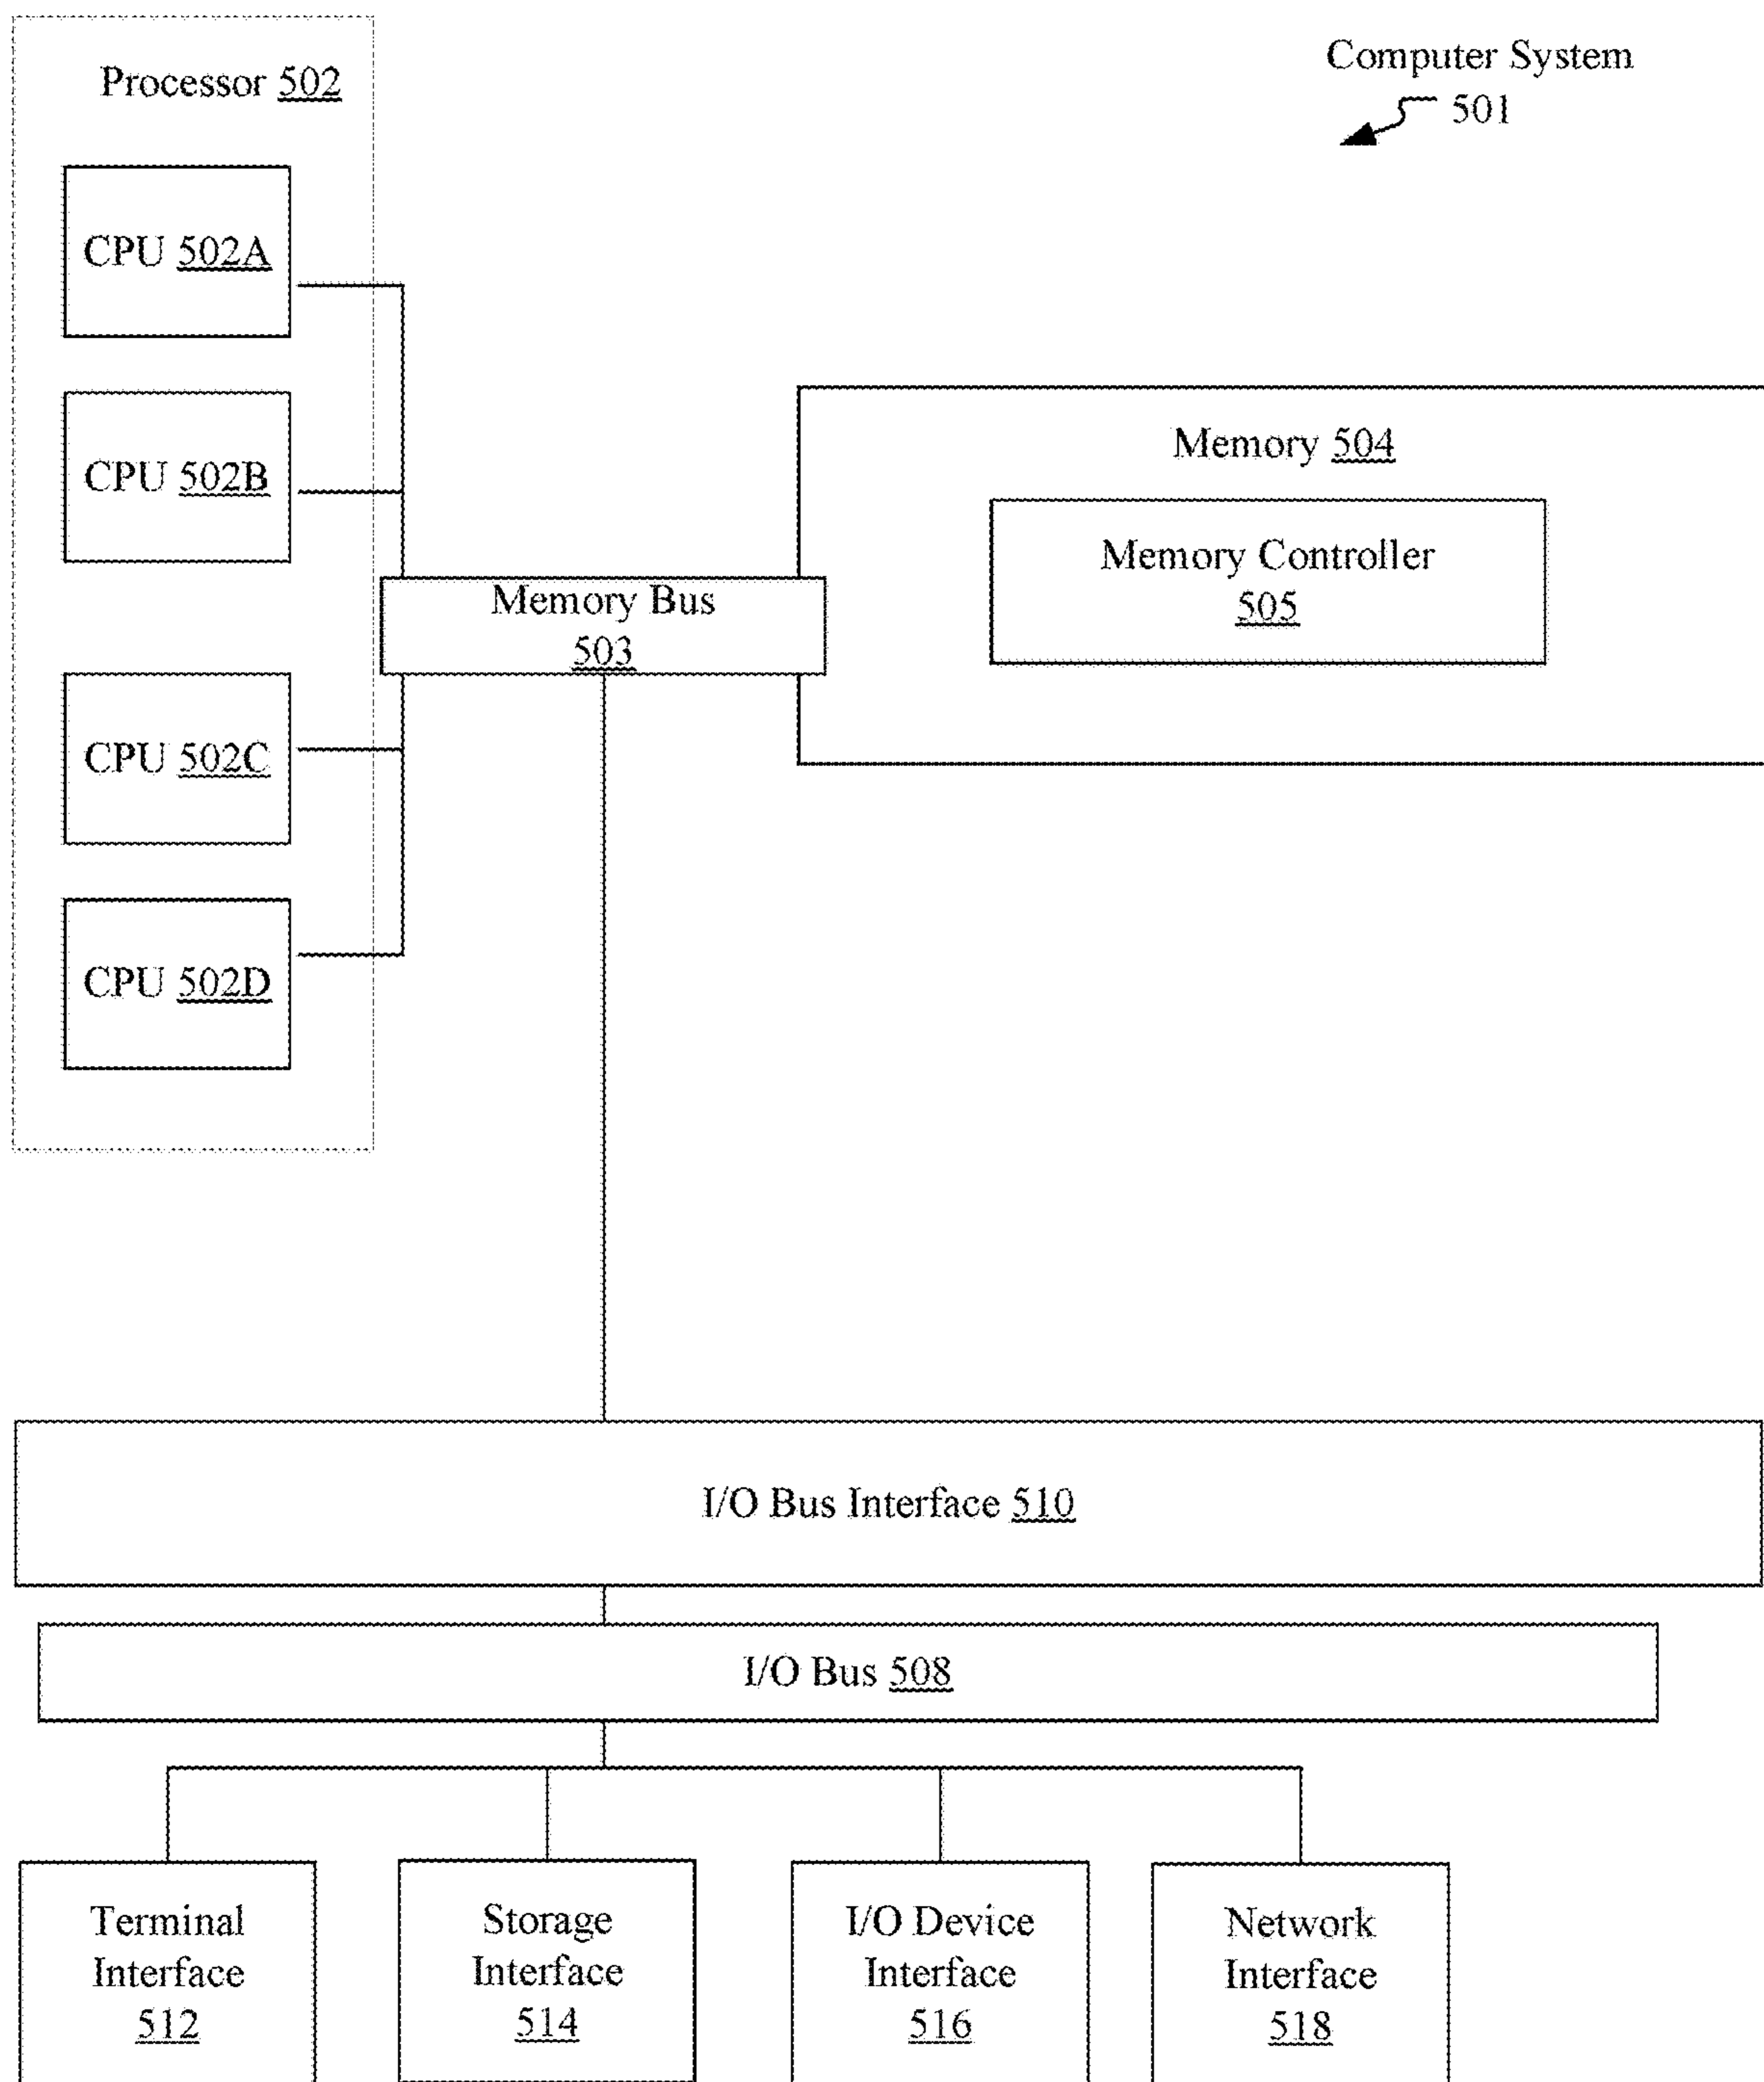 Processor 502
Computer System
501
CPU 502A
CPU 502B
Memory 504
Memory Controller
505
Memory Bus
503
CPU 502C
CPU 502D
I/O Bus Interface 510
I/O Bus 508
Terminal
Interface
512
Storage
Interface
514
I/O Device
Interface
516
Network
Interface
518